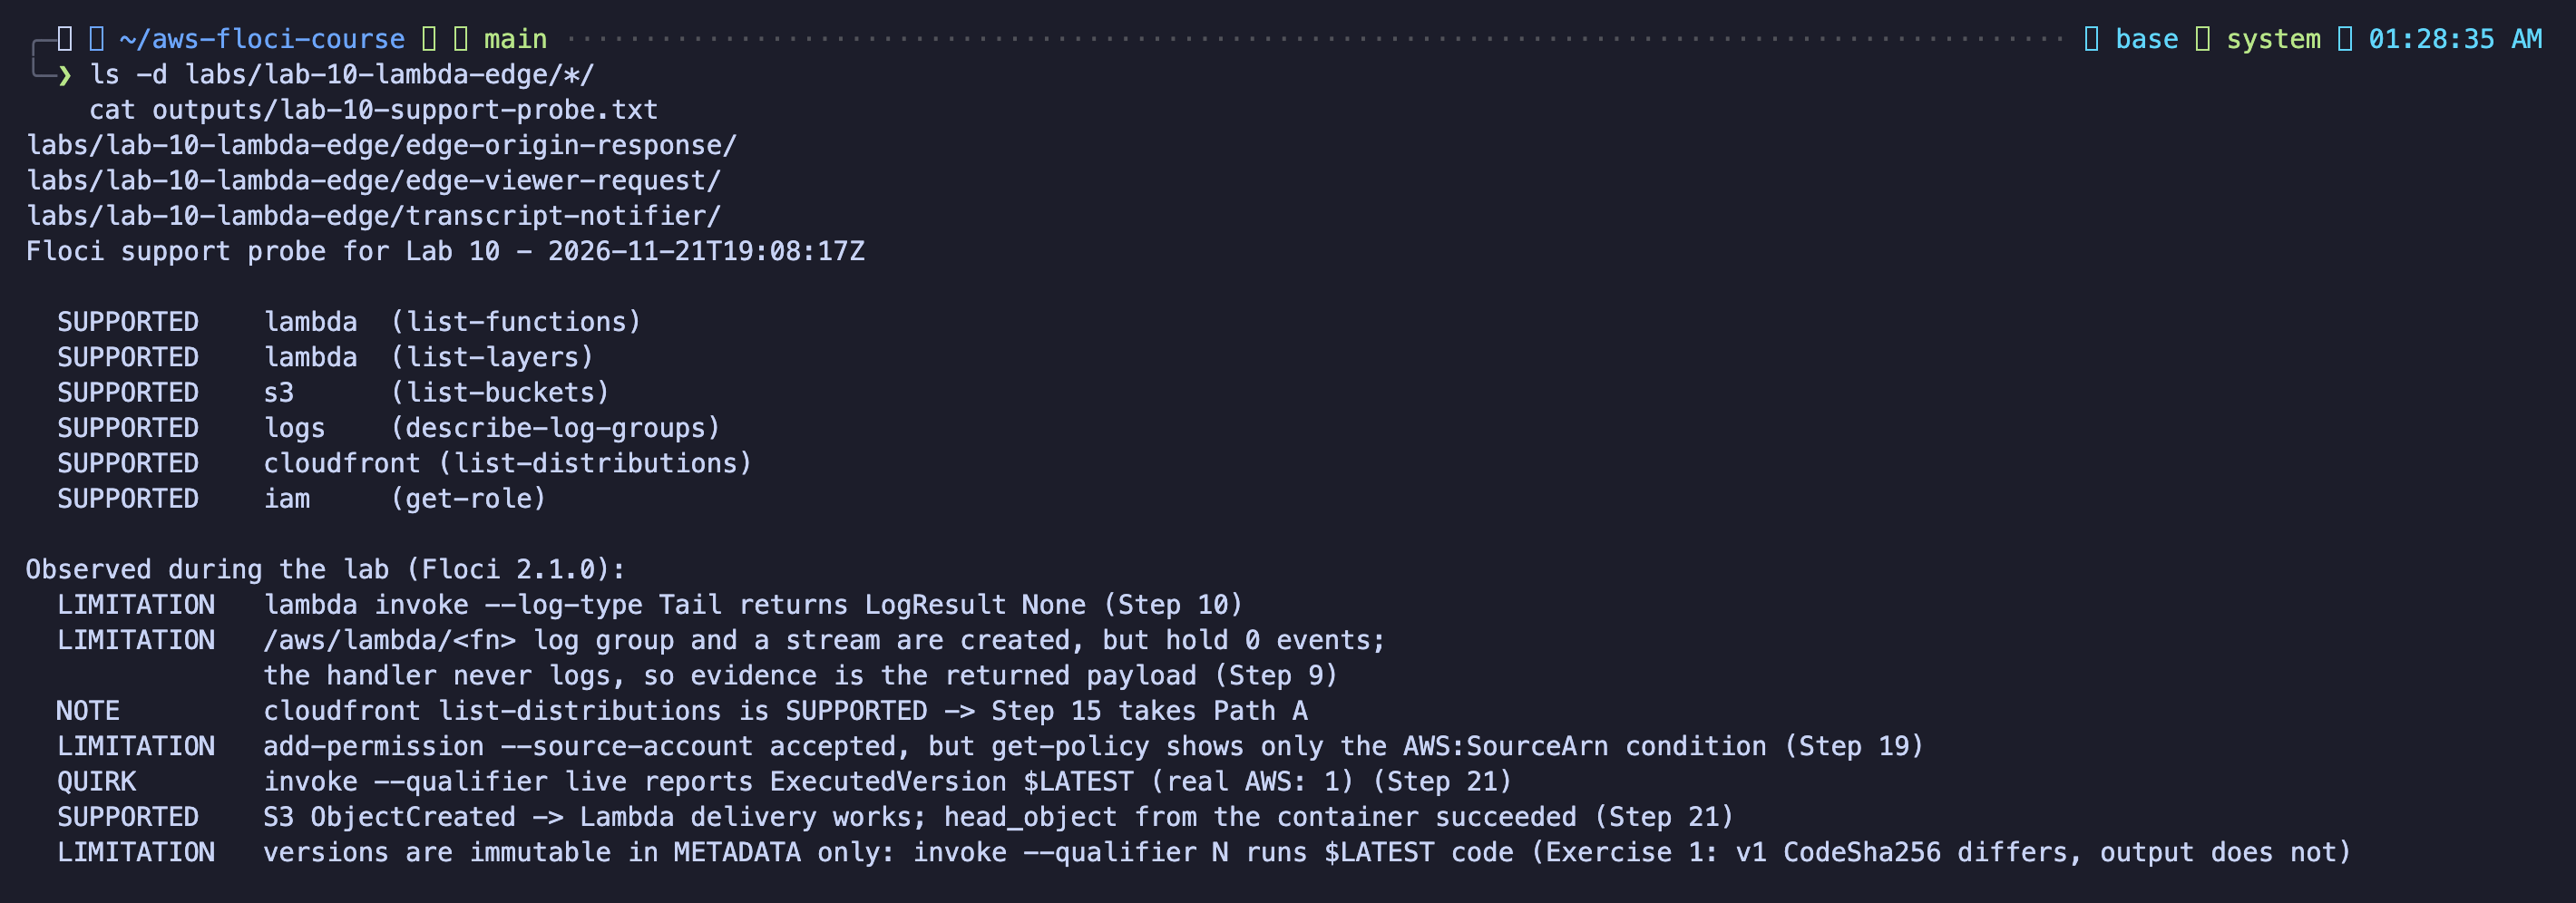 ~/aws-floci-course main base system 01:28:35 AM
❯ ls -d labs/lab-10-lambda-edge/*/
cat outputs/lab-10-support-probe.txt
labs/lab-10-lambda-edge/edge-origin-response/
labs/lab-10-lambda-edge/edge-viewer-request/
labs/lab-10-lambda-edge/transcript-notifier/
Floci support probe for Lab 10 - 2026-11-21T19:08:17Z
SUPPORTED lambda (list-functions)
SUPPORTED lambda (list-layers)
SUPPORTED s3 (list-buckets)
SUPPORTED logs (describe-log-groups)
SUPPORTED cloudfront (list-distributions)
SUPPORTED iam (get-role)
Observed during the lab (Floci 2.1.0):
LIMITATION lambda invoke --log-type Tail returns LogResult None (Step 10)
LIMITATION /aws/lambda/<fn> log group and a stream are created, but hold 0 events;
the handler never logs, so evidence is the returned payload (Step 9)
NOTE cloudfront list-distributions is SUPPORTED -> Step 15 takes Path A
LIMITATION add-permission --source-account accepted, but get-policy shows only the AWS:SourceArn condition (Step 19)
QUIRK invoke --qualifier live reports ExecutedVersion $LATEST (real AWS: 1) (Step 21)
SUPPORTED S3 ObjectCreated -> Lambda delivery works; head_object from the container succeeded (Step 21)
LIMITATION versions are immutable in METADATA only: invoke --qualifier N runs $LATEST code (Exercise 1: v1 CodeSha256 differs, output does not)